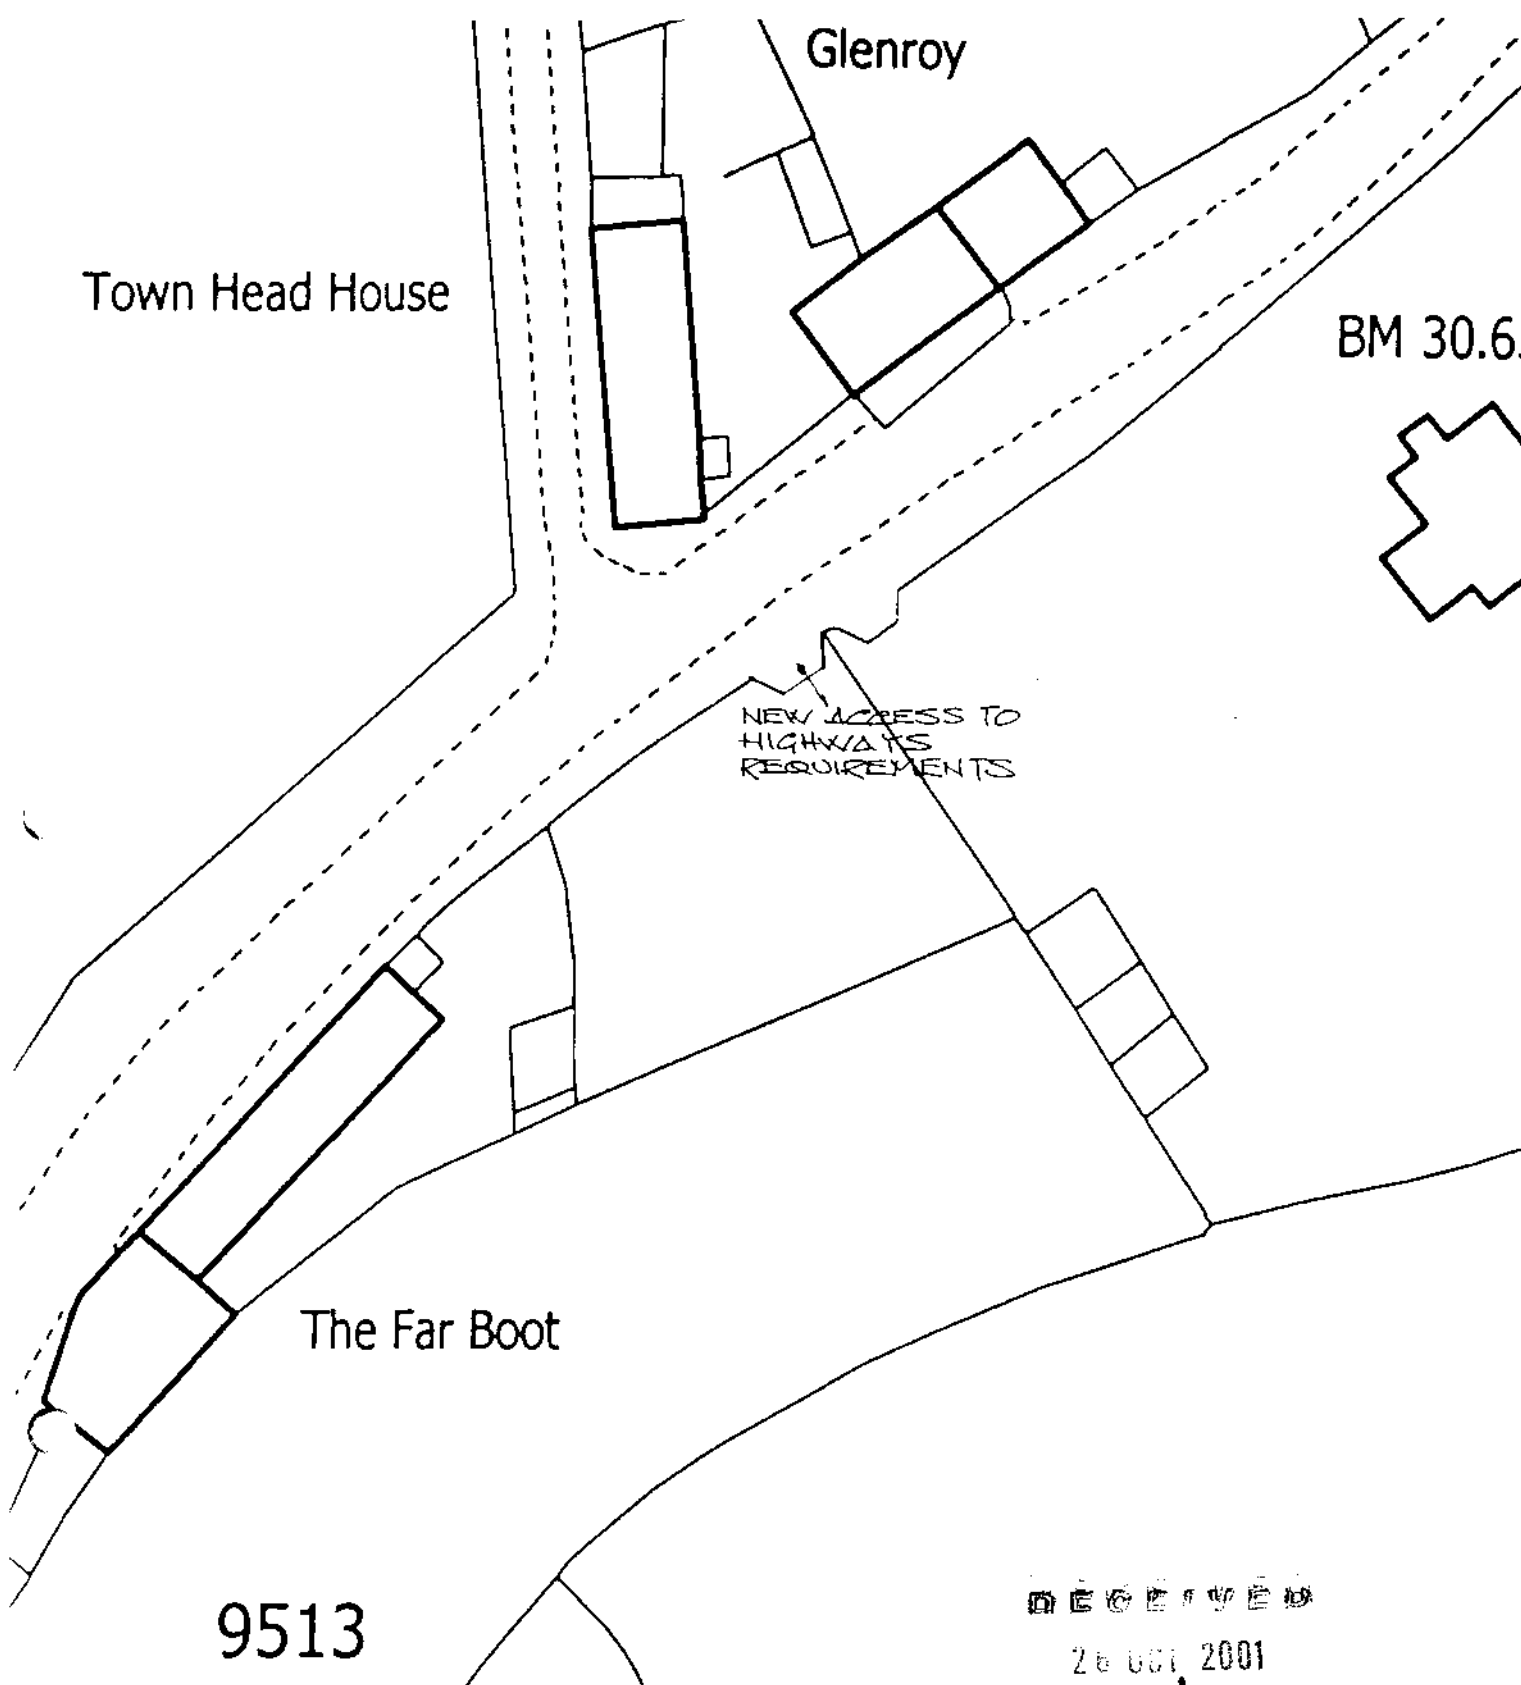 Glenroy
Town Head House
BM 30.6
NEW ACCESS TO
HIGHWAYS
REQUIREMENTS
The Far Boot
9513
RECEIVED
26 OCT 2001